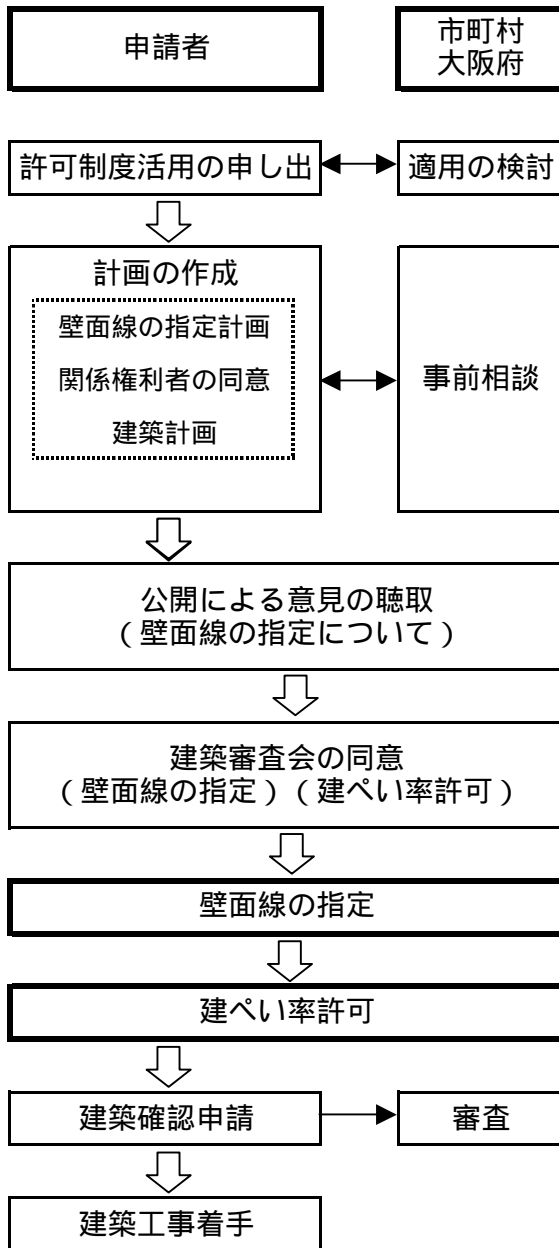 申請者
市町村
大阪府
許可制度活用の申し出
適用の検討
計画の作成
壁面線の指定計画
関係権利者の同意
建築計画
事前相談
公開による意見の聴取
(壁面線の指定について)
建築審査会の同意
(壁面線の指定)(建ぺい率許可)
壁面線の指定
建ぺい率許可
建築確認申請
審査
建築工事着手